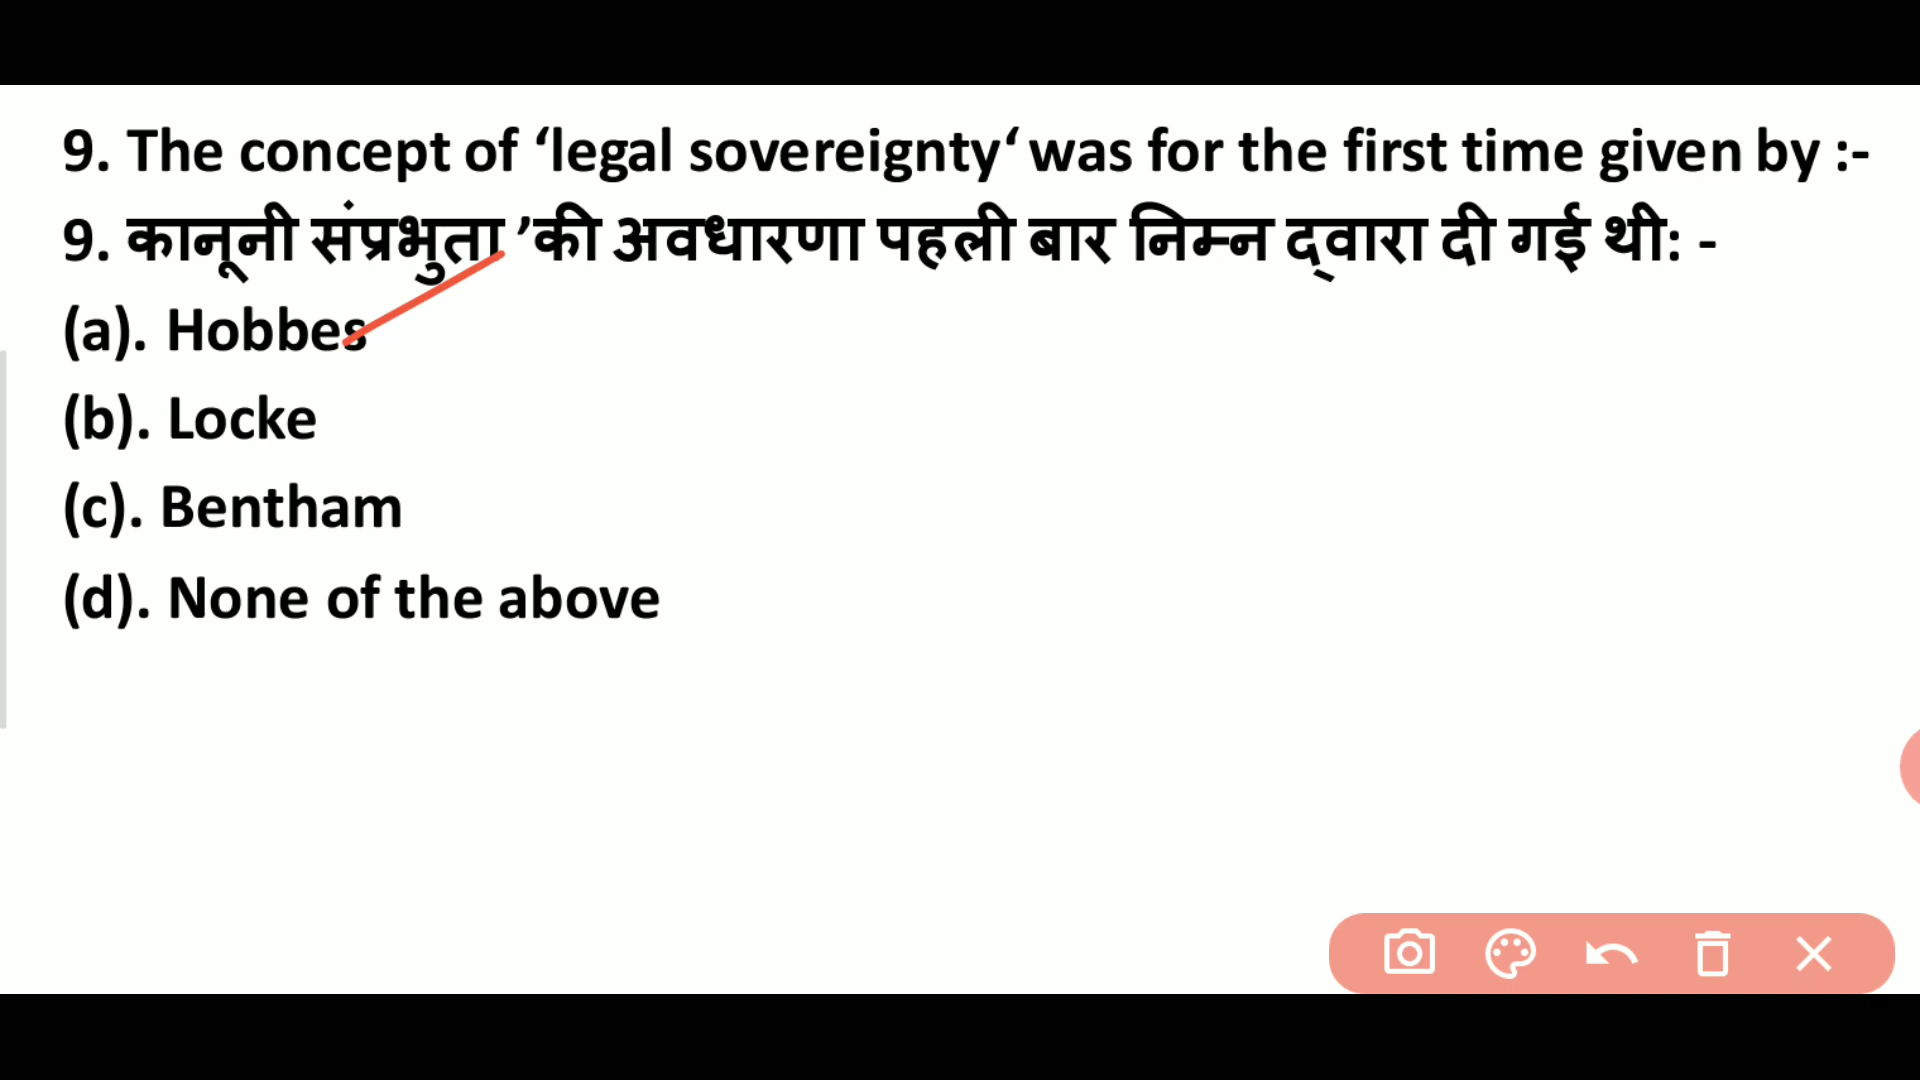 9. The concept of ‘legal sovereignty‘ was for the first time given by :-
9. कानूनी संप्रभुता ’की अवधारणा पहली बार निम्न द्वारा दी गई थी: -
(a). Hobbes
(b). Locke
(c). Bentham
(d). None of the above